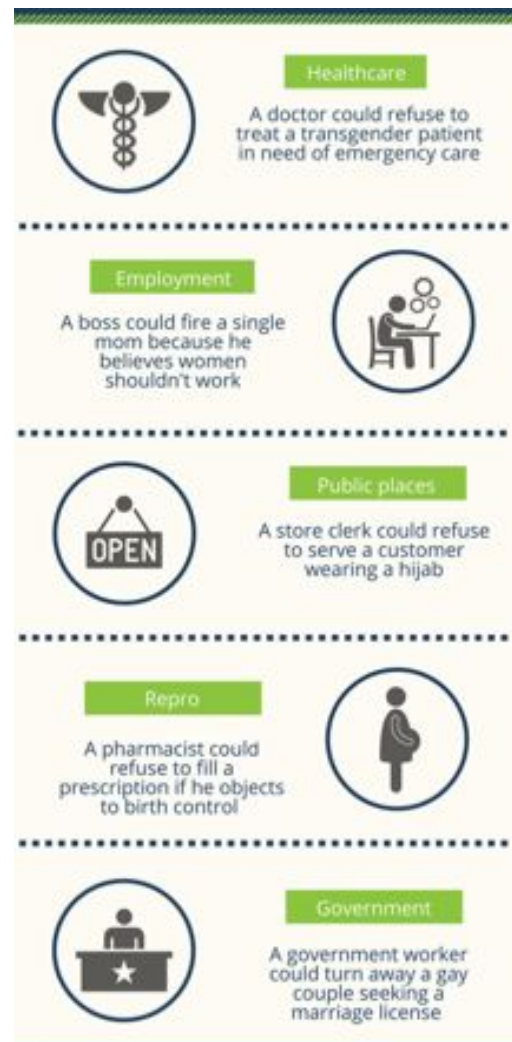 Healthcare
A doctor could refuse to
treat a transgender patient
in need of emergency care
Employment
A boss could fire a single
mom because he
believes women
shouldn't work
Public places
OPEN
A store clerk could refuse
to serve a customer
wearing a hijab
Repro
A pharmacist could
refuse to fill a
prescription if he objects
to birth control
Government
A government worker
could turn away a gay
couple seeking a
marriage license